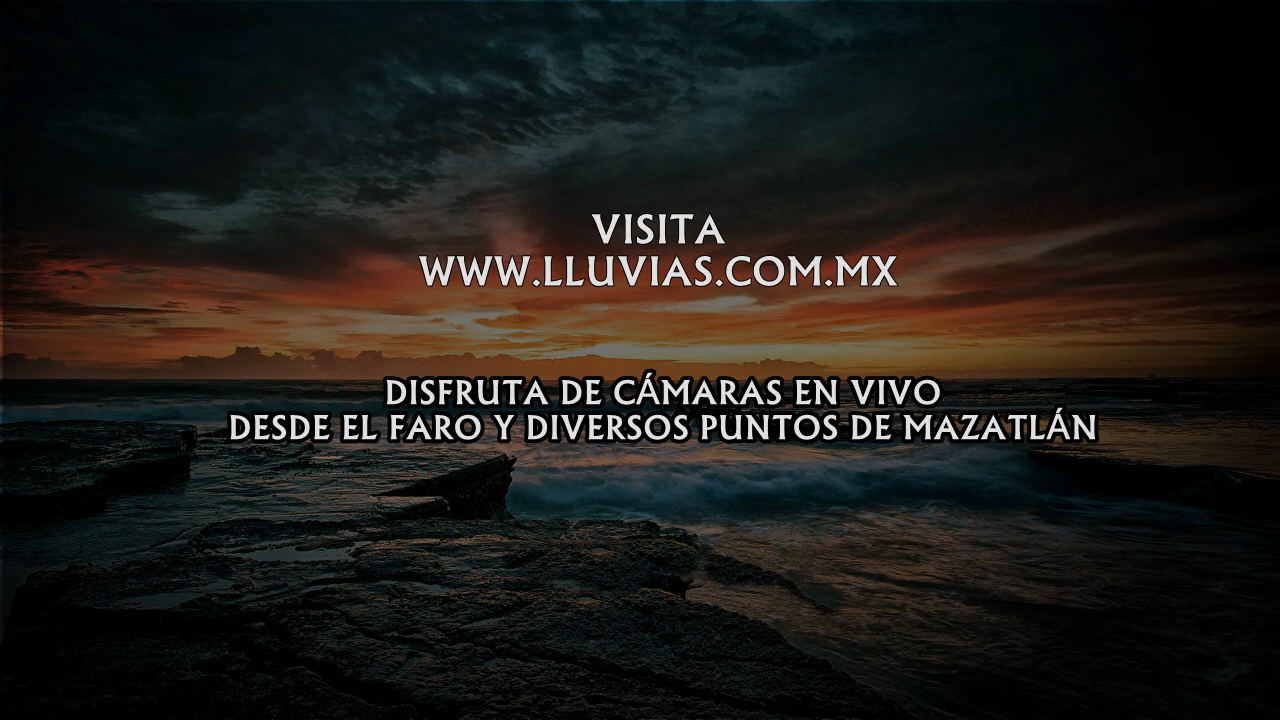 VISITA
WWW.LLUVIAS.COM.MX
DISFRUTA DE CÁMARAS EN VIVO
DESDE EL FARO Y DIVERSOS PUNTOS DE MAZATLÁN